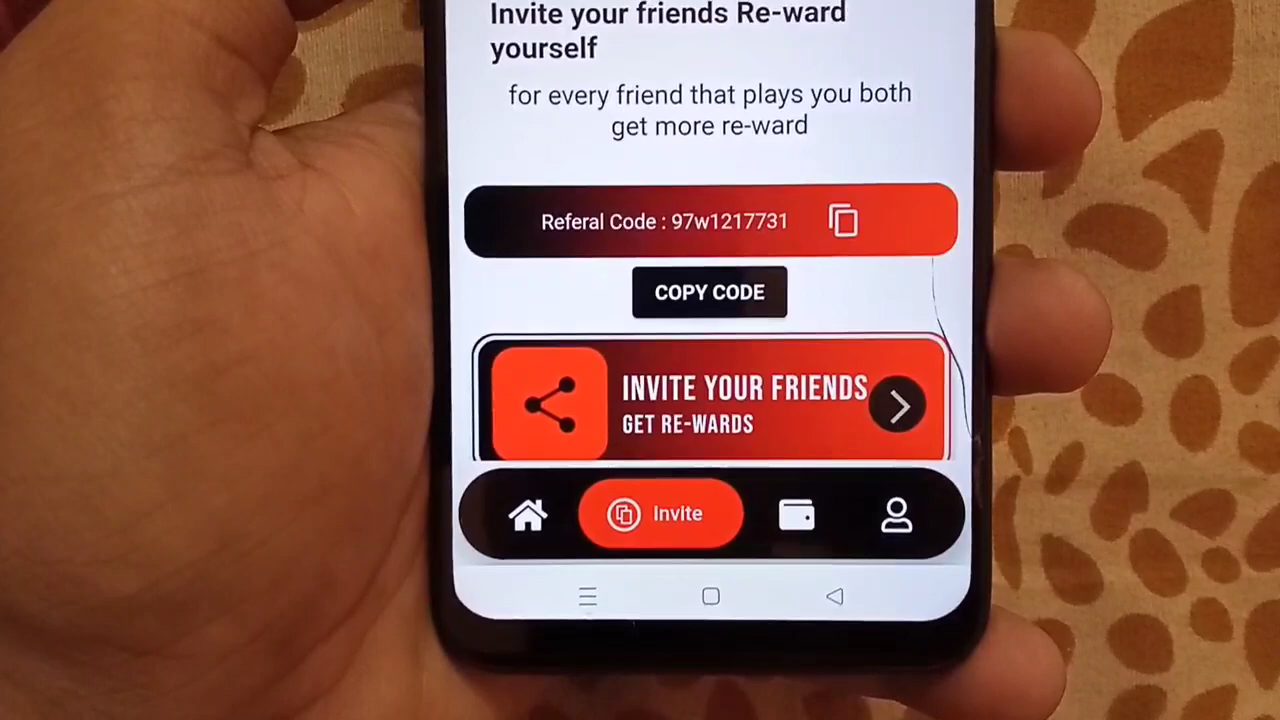 Invite your friends Re-ward
yourself
for every friend that plays you both
get more re-ward
Referal Code : 97w1217731
COPY CODE
INVITE YOUR FRIENDS
GET RE-WARDS
Invite